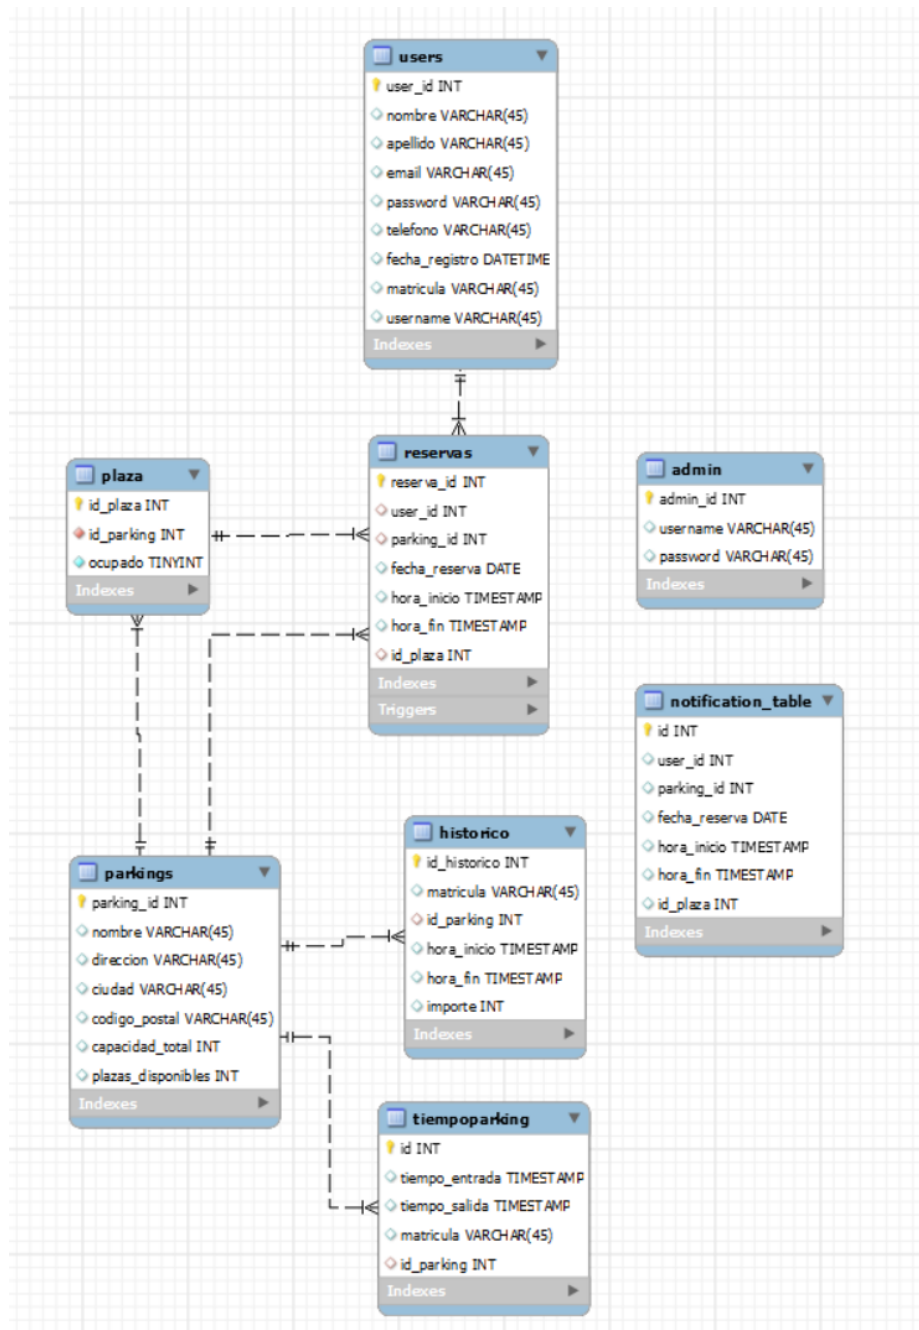 users
user_id INT
nombre VARCHAR(45)
apellido VARCHAR(45)
email VARCHAR(45)
password VARCHAR(45)
telefono VARCHAR(45)
fecha_registro DATETIME
matricula VARCHAR(45)
username VARCHAR(45)
Indexes
plaza
id_plaza INT
id_parking INT
ocupado TINYINT
Indexes
reservas
reserva_id INT
user_id INT
parking_id INT
fecha_reserva DATE
hora_inicio TIMESTAMP
hora_fin TIMESTAMP
id_plaza INT
Indexes
Triggers
admin
admin_id INT
username VARCHAR(45)
password VARCHAR(45)
Indexes
notification_table
id INT
user_id INT
parking_id INT
fecha_reserva DATE
hora_inicio TIMESTAMP
hora_fin TIMESTAMP
id_plaza INT
Indexes
parkings
parking_id INT
nombre VARCHAR(45)
direccion VARCHAR(45)
ciudad VARCHAR(45)
codigo_postal VARCHAR(45)
capacidad_total INT
plazas_disponibles INT
Indexes
historico
id_historico INT
matricula VARCHAR(45)
id_parking INT
hora_inicio TIMESTAMP
hora_fin TIMESTAMP
importe INT
Indexes
tiempoparking
id INT
tiempo_entrada TIMESTAMP
tiempo_salida TIMESTAMP
matricula VARCHAR(45)
id_parking INT
Indexes